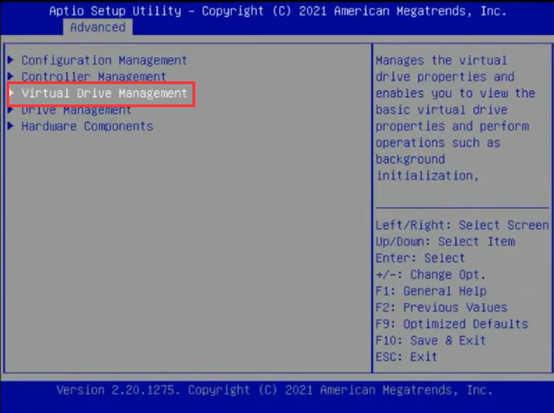 Aptio Setup Utility – Copyright (C) 2021 American Megatrends, Inc.
Advanced
Configuration Management
Controller Management
Virtual Drive Management
Drive Management
Hardware Components
Manages the virtual
drive properties and
enables you to view the
basic virtual drive
properties and perform
operations such as
background
initialization,
Left/Right: Select Screen
Up/Down: Select Item
Enter: Select
+/-: Change Opt.
F1: General Help
F2: Previous Values
F9: Optimized Defaults
F10: Save & Exit
ESC: Exit
Version 2.20.1275. Copyright (C) 2021 American Megatrends, Inc.